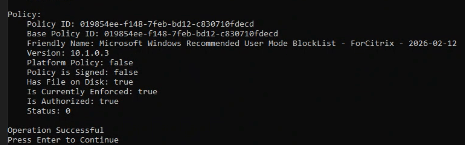 Policy:
Policy ID: 019854ee-f148-7feb-bd12-c830710fdecd
Base Policy ID: 019854ee-f148-7feb-bd12-c830710fdecd
Friendly Name: Microsoft Windows Recommended User Mode BlockList - ForCitrix - 2026-02-12
Version: 10.1.0.3
Platform Policy: false
Policy is Signed: false
Has File on Disk: true
Is Currently Enforced: true
Is Authorized: true
Status: 0
Operation Successful
Press Enter to Continue